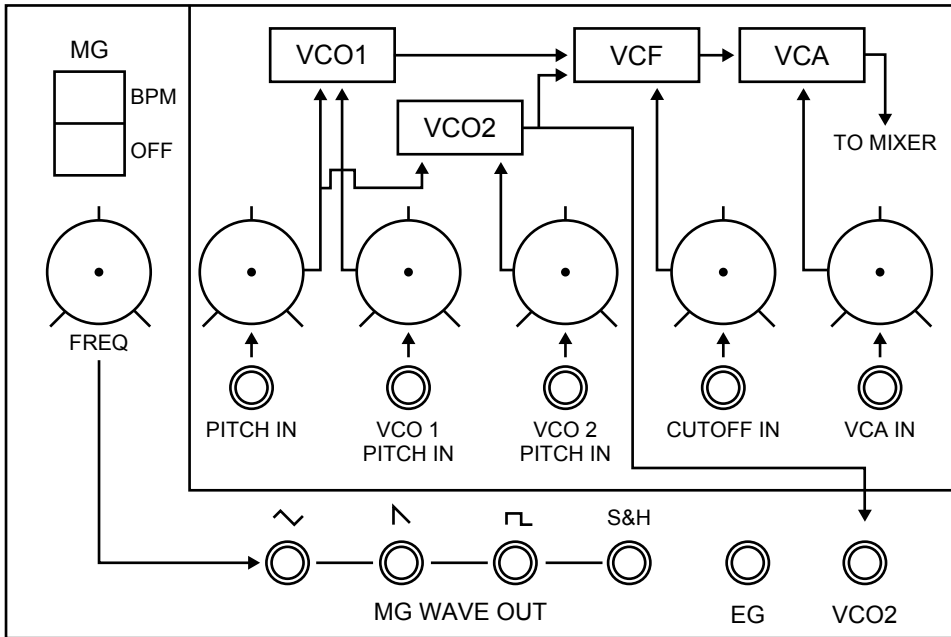 MG
BPM
OFF
FREQ
VCO1
VCF
VCA
VCO2
TO MIXER
PITCH IN
VCO 1
PITCH IN
VCO 2
PITCH IN
CUTOFF IN
VCA IN
S&H
MG WAVE OUT
EG
VCO2